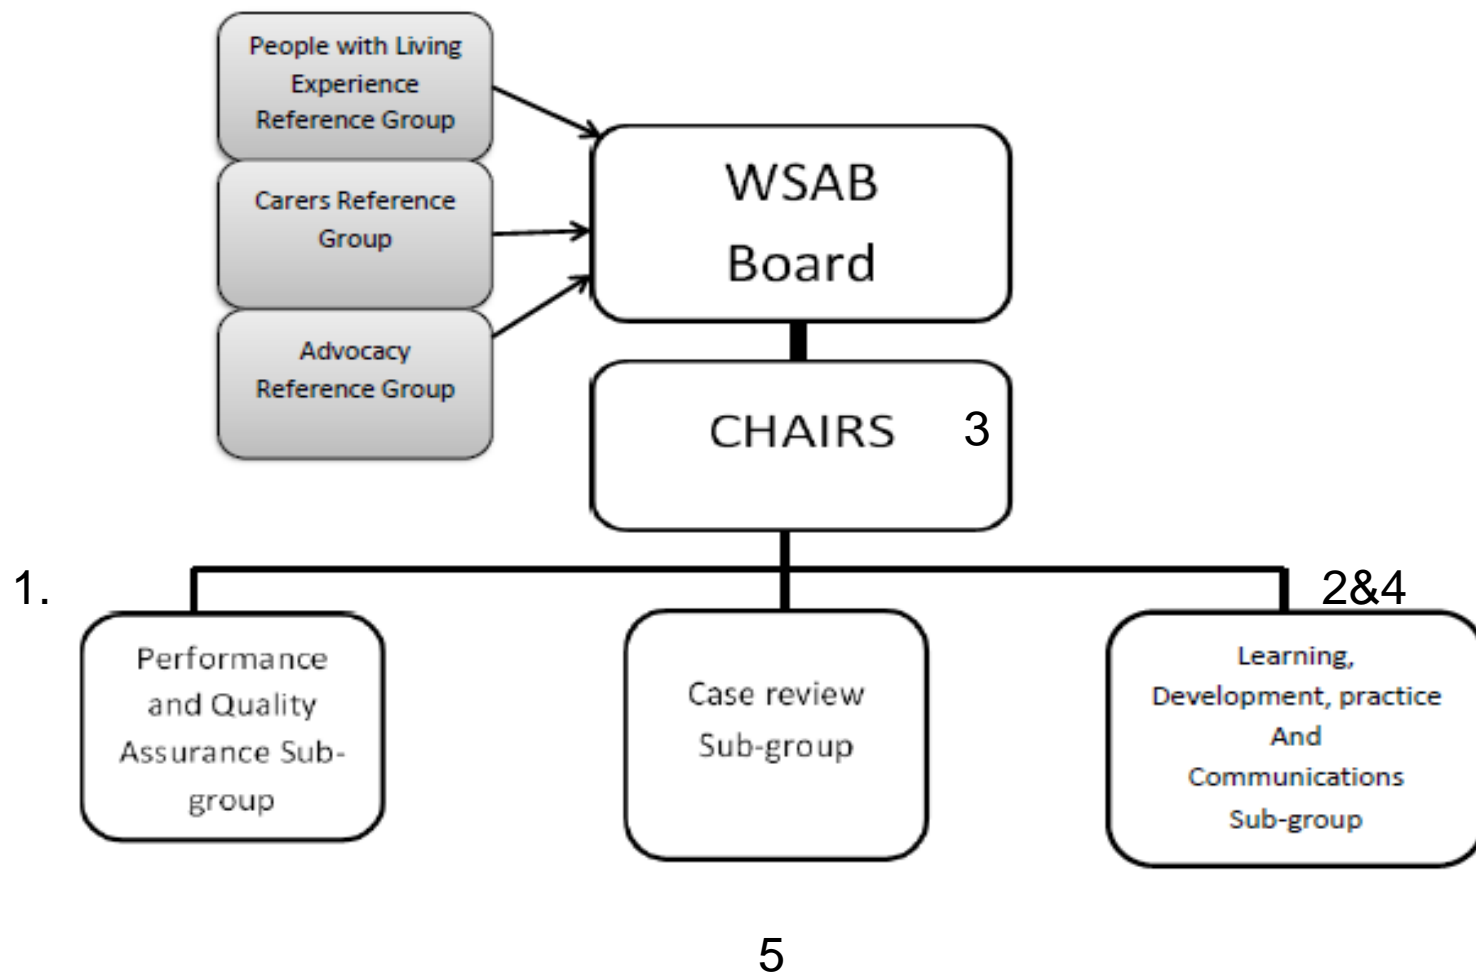 People with Living
Experience
Reference Group
Carers Reference
Group
Advocacy
Reference Group
WSAB
Board
CHAIRS 3
1.
Performance
and Quality
Assurance Sub-
group
Case review
Sub-group
2&4
Learning,
Development, practice
And
Communications
Sub-group
5